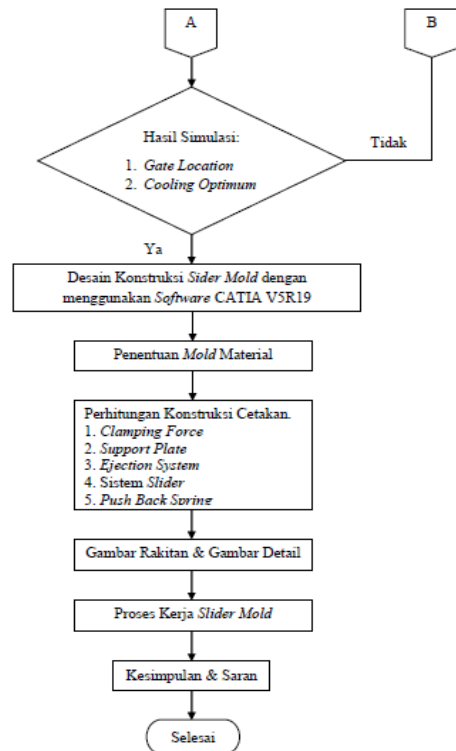 A
B
Hasil Simulasi:
1. Gate Location
2. Cooling Optimum
Tidak
Ya
Desain Konstruksi Sider Mold dengan
menggunakan Software CATIA V5R19
Penentuan Mold Material
Perhitungan Konstruksi Cetakan.
1. Clamping Force
2. Support Plate
3. Ejection System
4. Sistem Slider
5. Push Back Spring
Gambar Rakitan & Gambar Detail
Proses Kerja Slider Mold
Kesimpulan & Saran
Selesai